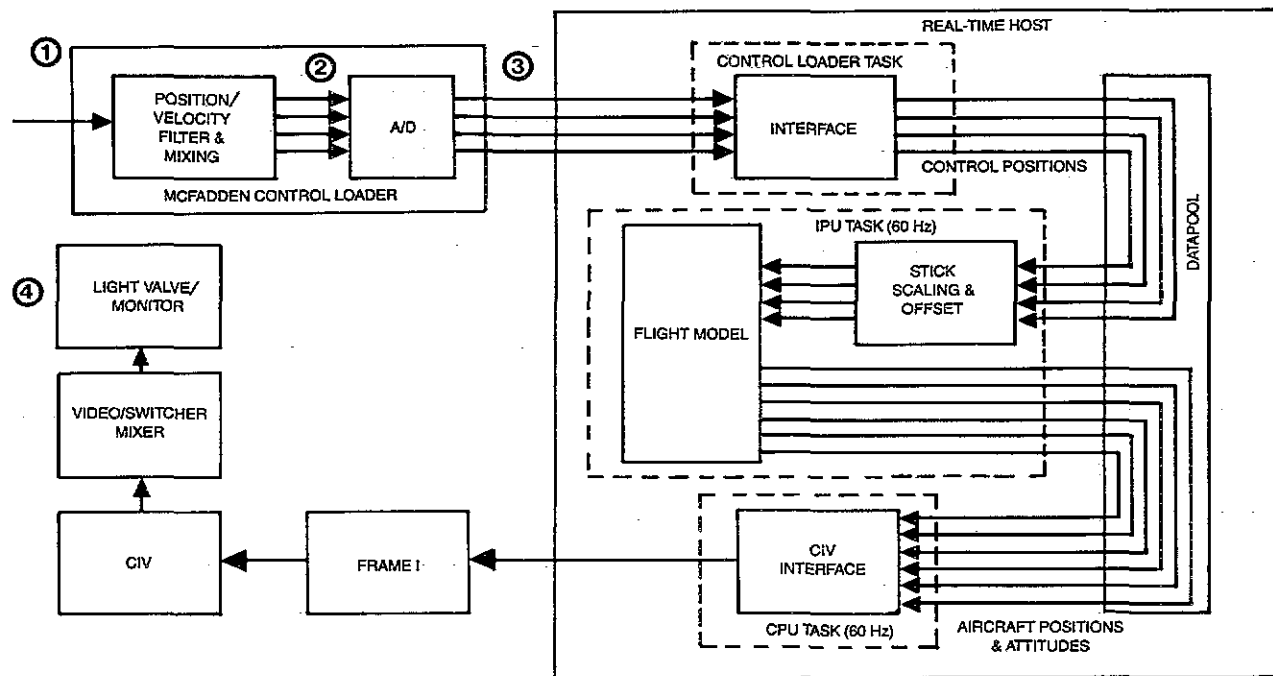 REAL-TIME HOST
①
②
③
CONTROL LOADER TASK
POSITION/
VELOCITY
FILTER &
MIXING
A/D
INTERFACE
MCFADDEN CONTROL LOADER
CONTROL POSITIONS
IPU TASK (60 Hz)
DATAPOOL
④
LIGHT VALVE/
MONITOR
FLIGHT MODEL
STICK
SCALING &
OFFSET
VIDEO/SWITCHER
MIXER
CIV
FRAME I
CIV
INTERFACE
CPU TASK (60 Hz)
AIRCRAFT POSITIONS
& ATTITUDES